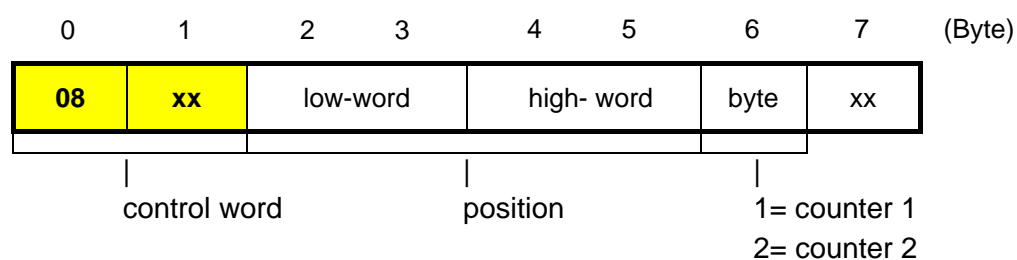 0 1 2 3 4 5 6 7 (Byte)
08 xx low-word high- word byte xx
control word position 1= counter 1
2= counter 2